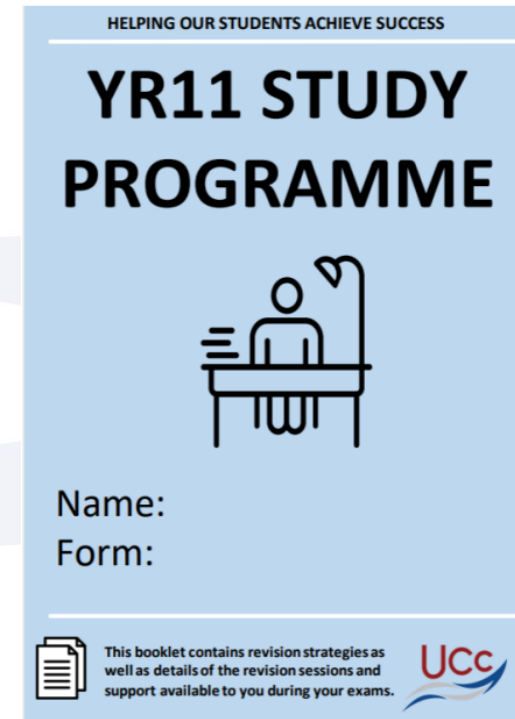 HELPING OUR STUDENTS ACHIEVE SUCCESS
YR11 STUDY
PROGRAMME
Name:
Form:
This booklet contains revision strategies as
well as details of the revision sessions and
support available to you during your exams.
UCC